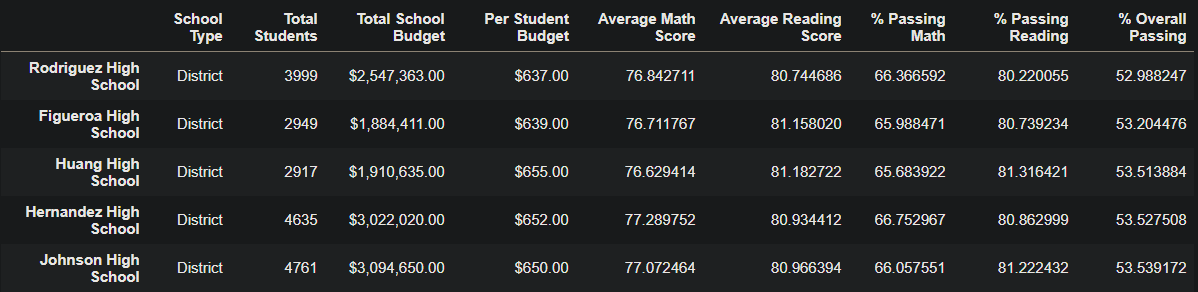 School Type Total Students Total School Budget Per Student Budget Average Math Score Average Reading Score % Passing Math % Passing Reading % Overall Passing
Rodriguez High School District 3999 $2,547,363.00 $637.00 76.842711 80.744686 66.366592 80.220055 52.988247
Figueroa High School District 2949 $1,884,411.00 $639.00 76.711767 81.158020 65.988471 80.739234 53.204476
Huang High School District 2917 $1,910,635.00 $655.00 76.629414 81.182722 65.683922 81.316421 53.513884
Hernandez High School District 4635 $3,022,020.00 $652.00 77.289752 80.934412 66.752967 80.862999 53.527508
Johnson High School District 4761 $3,094,650.00 $650.00 77.072464 80.966394 66.057551 81.222432 53.539172